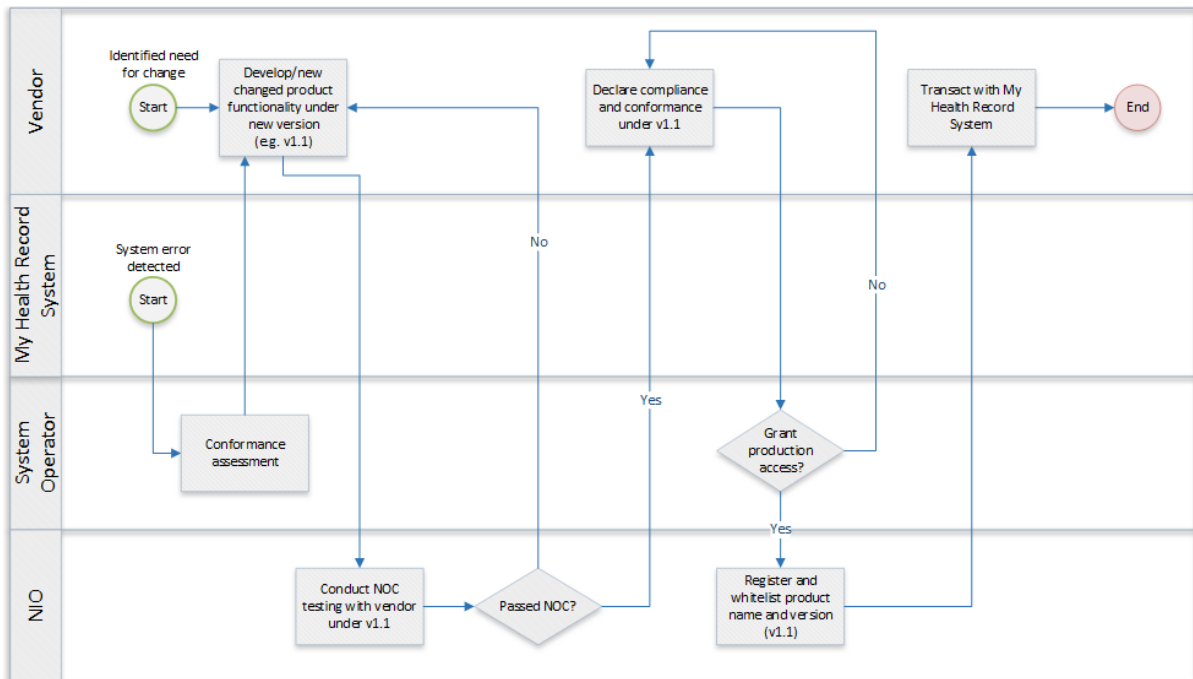 Vendor
Identified need
for change
Start
Develop/new
changed product
functionality under
new version
(e.g. v1.1)
Declare compliance
and conformance
under v1.1
Transact with My
Health Record
System
End
My Health Record
System
System error
detected
Start
No
No
System
Operator
Conformance
assessment
Yes
Grant
production
access?
Yes
NIO
Conduct NOC
testing with vendor
under v1.1
Passed NOC?
Register and
whitelist product
name and version
(v1.1)